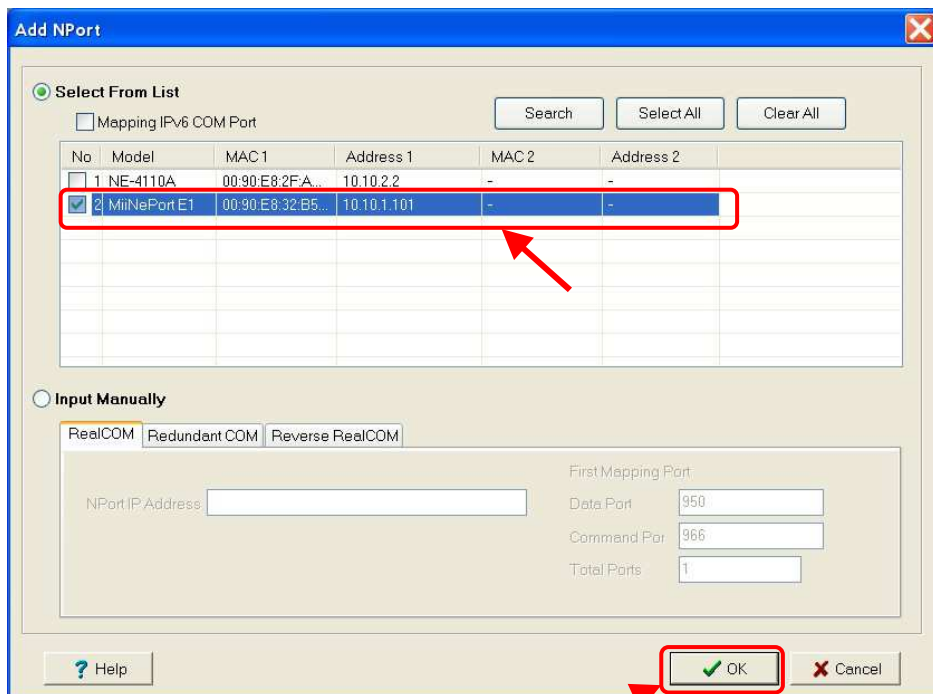 Add NPort
Select From List
Mapping IPv6 COM Port
Search
Select All
Clear All
No Model MAC 1 Address 1 MAC 2 Address 2
1 NE-4110A 00:90:E8:2F:A... 10.10.2.2 - -
2 MiiNePort E1 00:90:E8:32:B5... 10.10.1.101 - -
Input Manually
RealCOM Redundant COM Reverse RealCOM
First Mapping Port
NPort IP Address
Data Port 950
Command Por 966
Total Ports 1
? Help
OK
Cancel